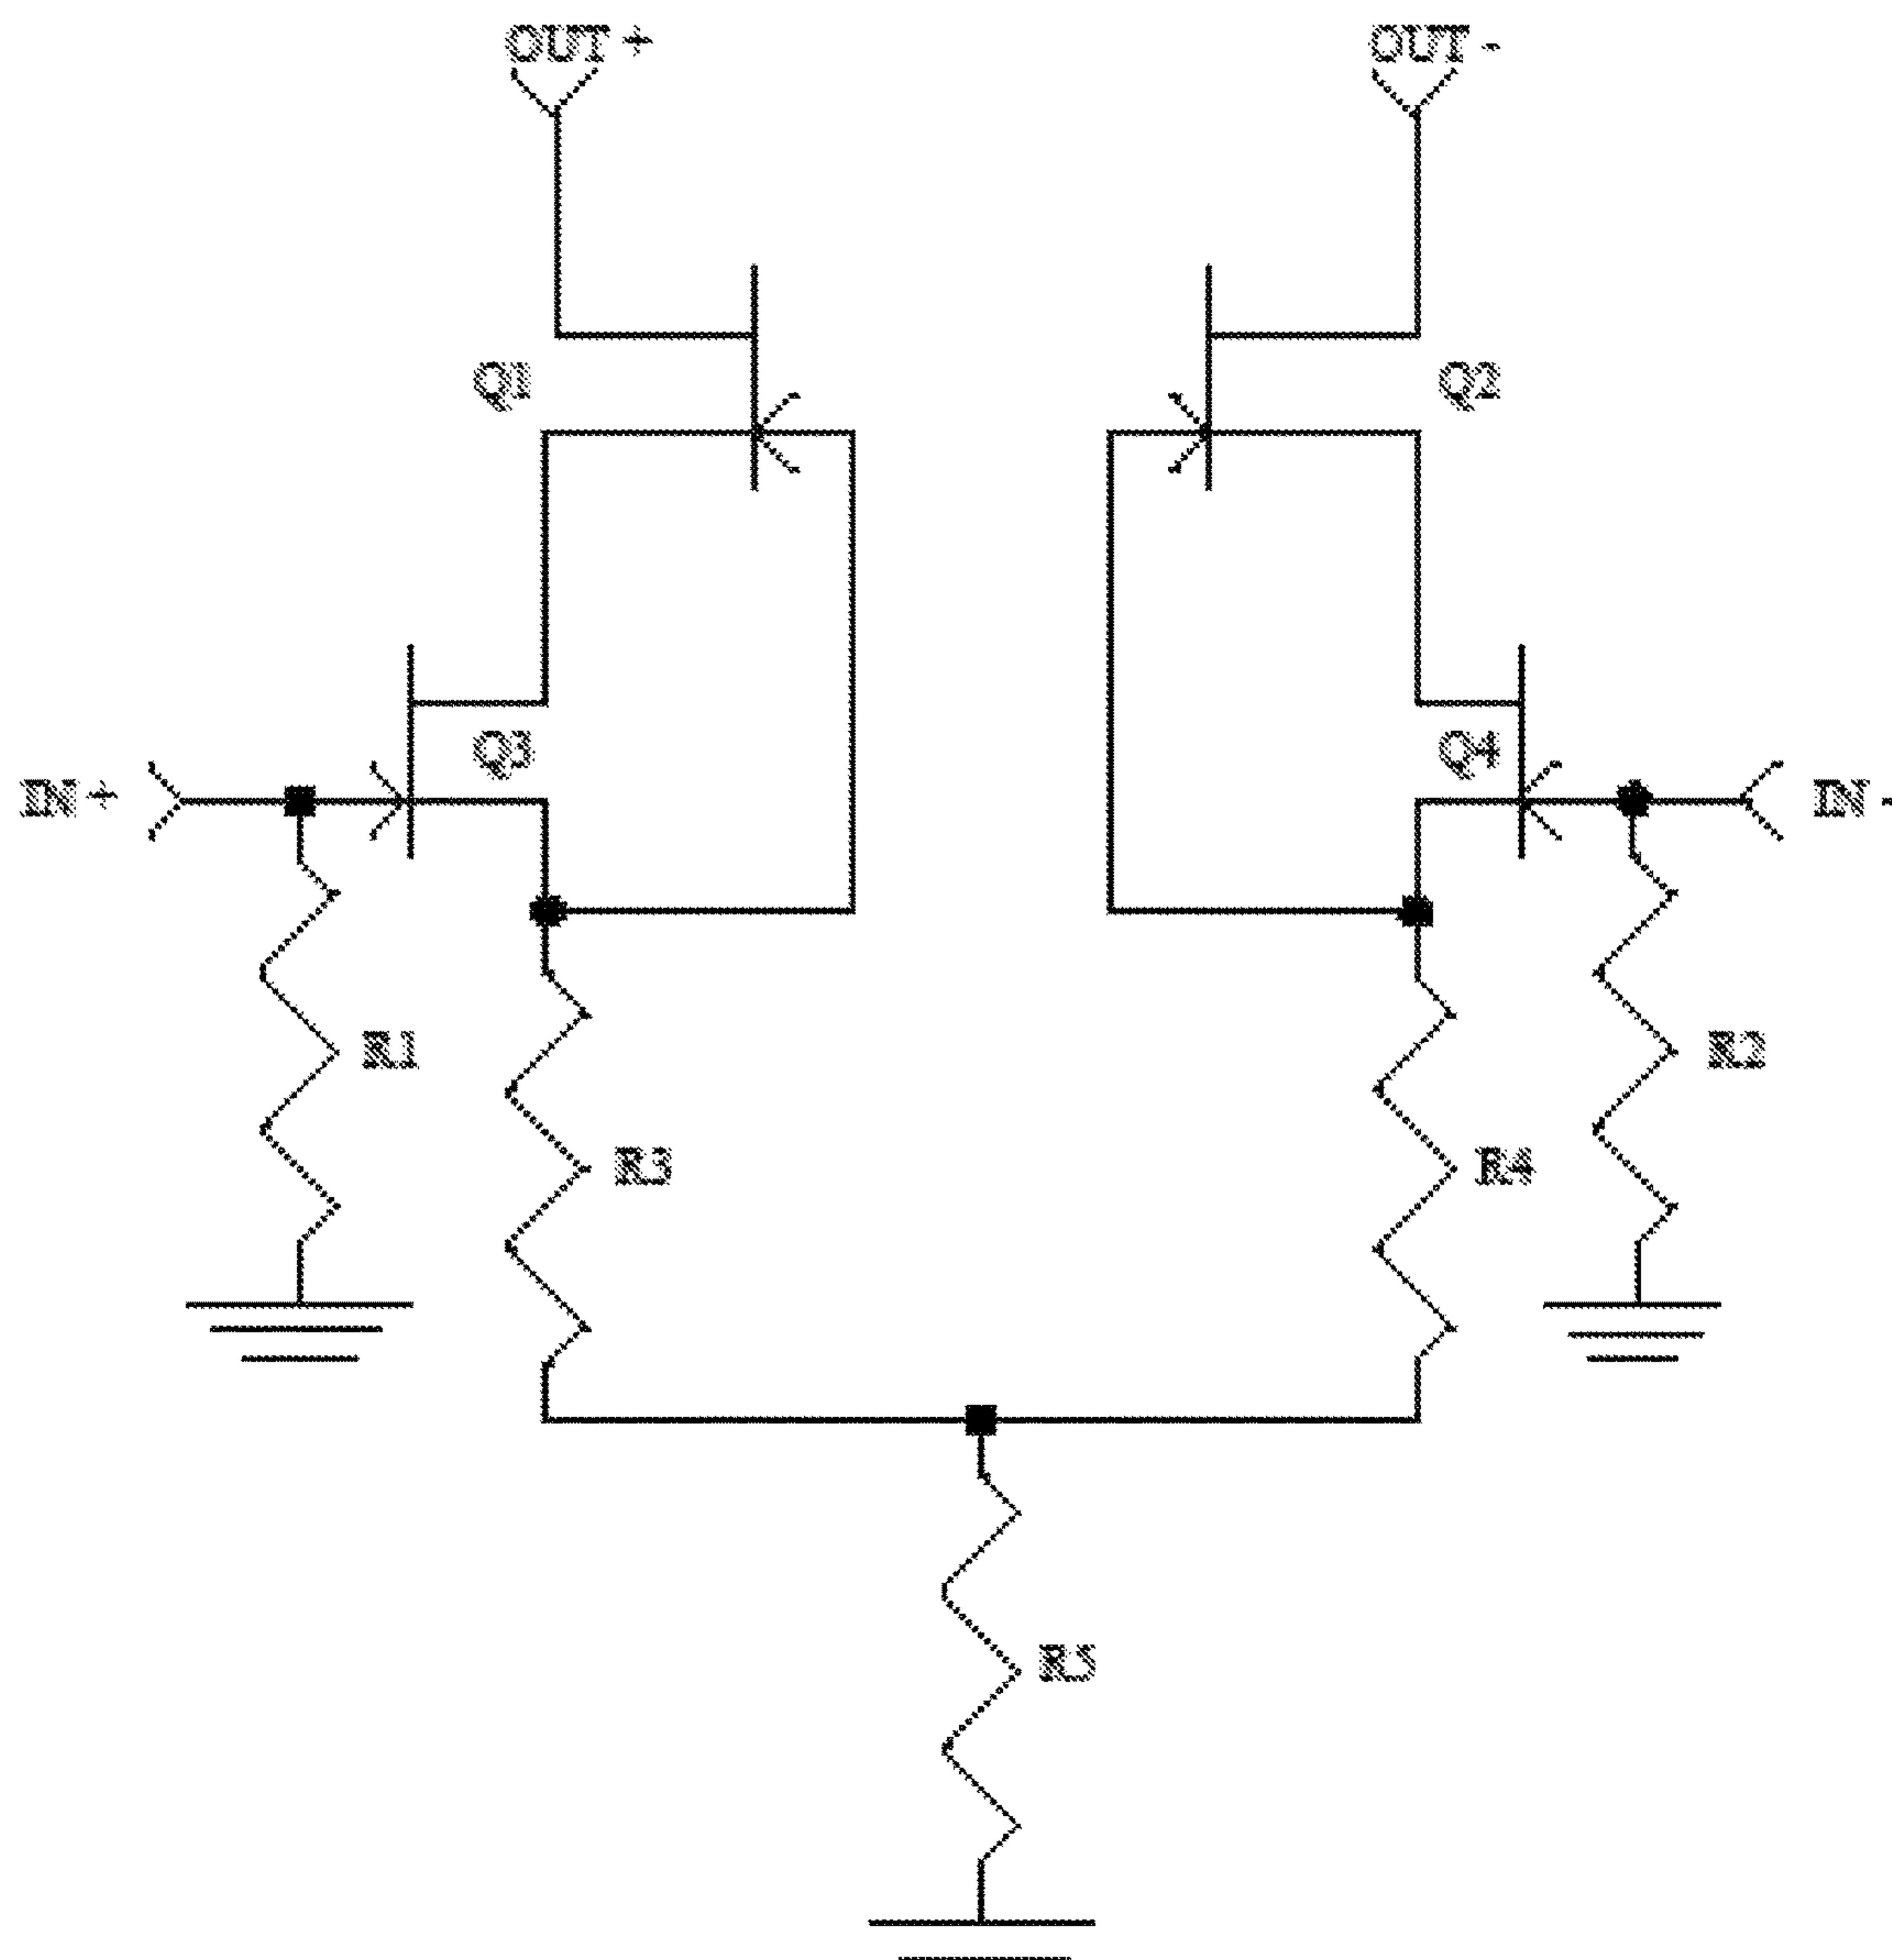 OUT +
OUT -
Q1
Q2
Q3
Q4
IN +
IN -
R1
R2
R3
R4
R5